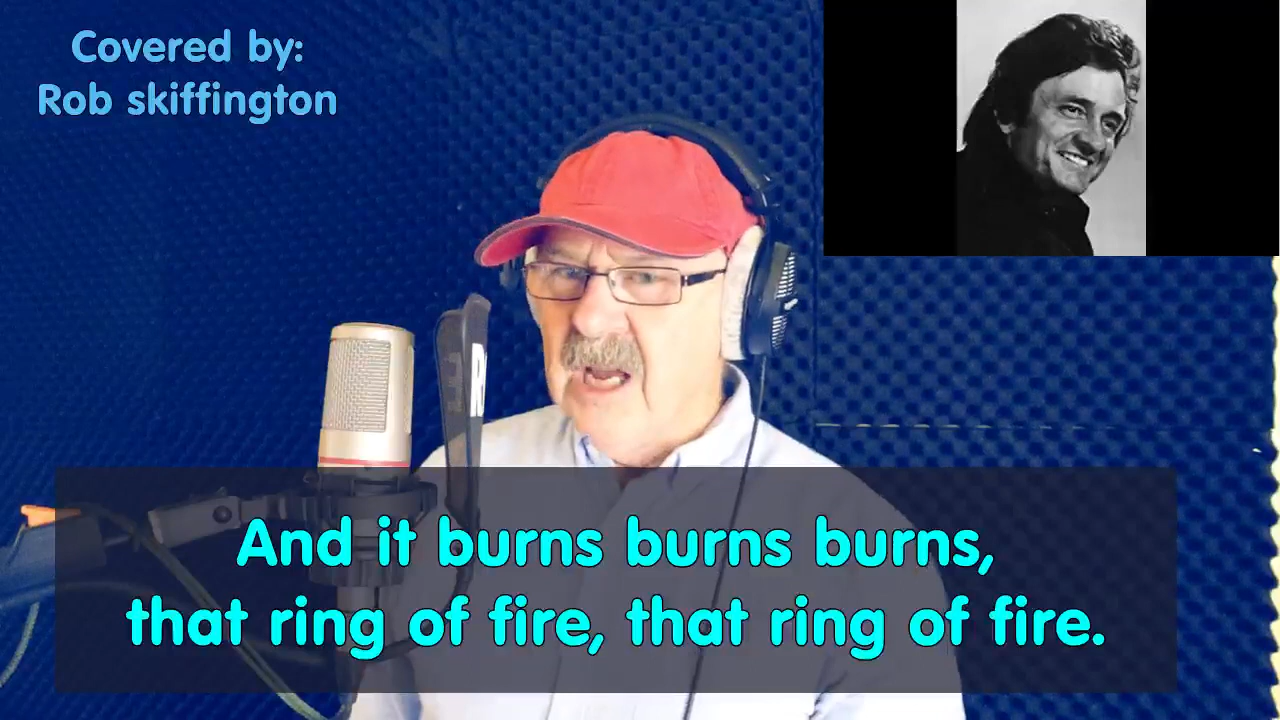 Covered by:
Rob skiffington
And it burns burns burns,
that ring of fire, that ring of fire.